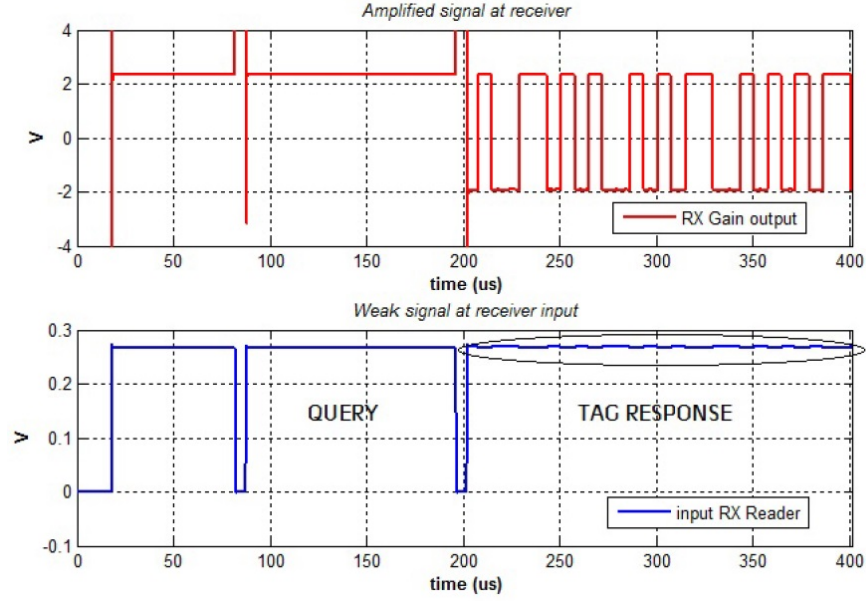 Amplified signal at receiver
4
2
0
-2
-4
V
0 50 100 150 200 250 300 350 400
time (us)
RX Gain output
Weak signal at receiver input
0.3
0.2
0.1
0
-0.1
V
QUERY
TAG RESPONSE
input RX Reader
0 50 100 150 200 250 300 350 400
time (us)